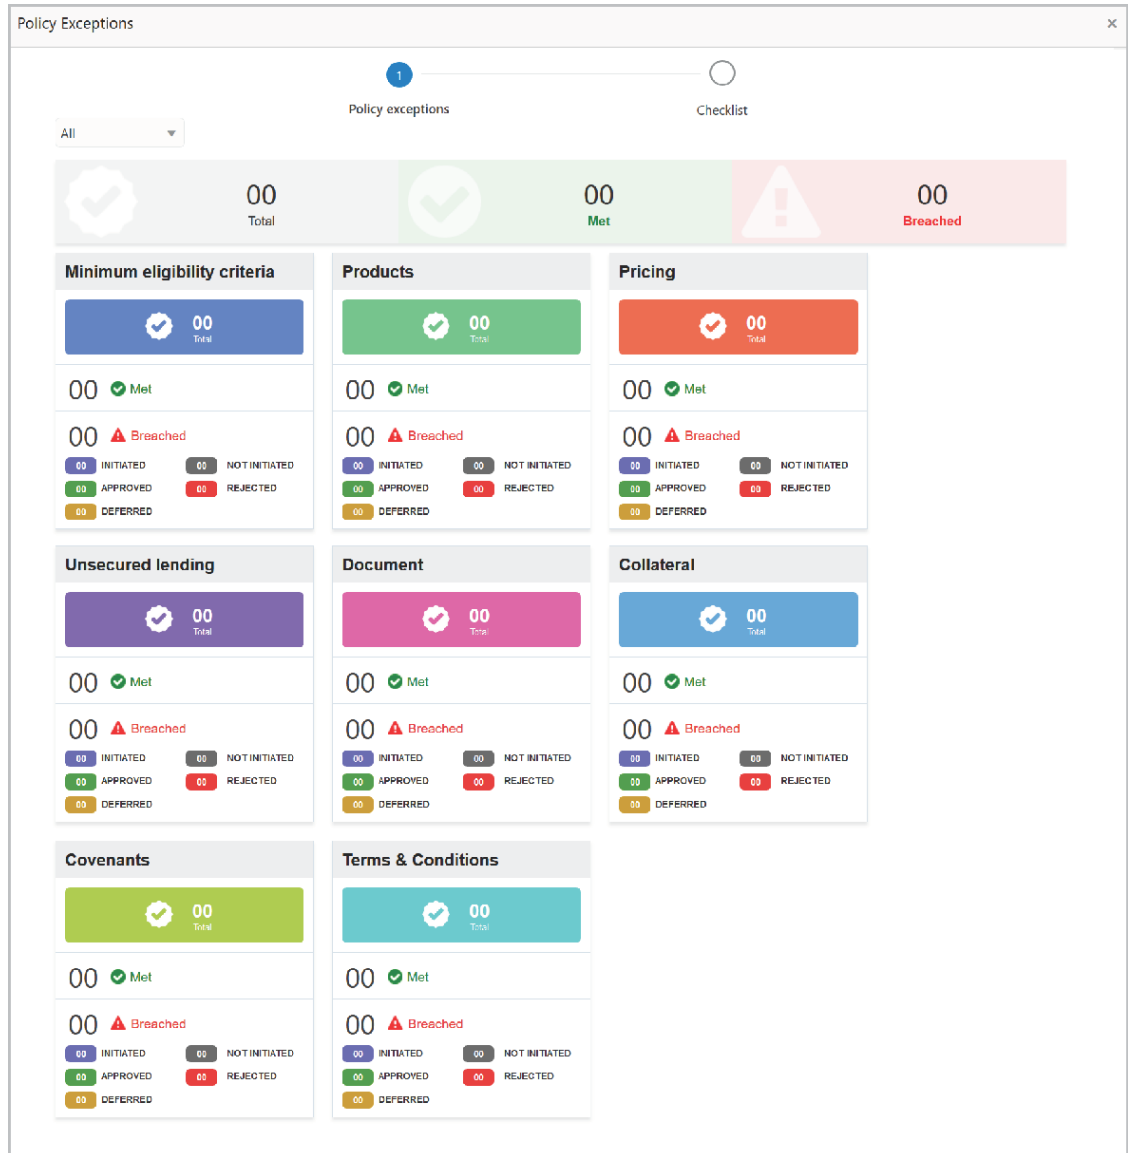 Policy Exceptions ×
1
Policy exceptions Checklist
All
00 00 00
Total Met Breached
Minimum eligibility criteria Products Pricing
00 00 00
Total Total Total
00 Met 00 Met 00 Met
00 Breached 00 Breached 00 Breached
00 INITIATED 00 NOT INITIATED 00 INITIATED 00 NOT INITIATED 00 INITIATED 00 NOT INITIATED
00 APPROVED 00 REJECTED 00 APPROVED 00 REJECTED 00 APPROVED 00 REJECTED
00 DEFERRED 00 DEFERRED 00 DEFERRED
Unsecured lending Document Collateral
00 00 00
Total Total Total
00 Met 00 Met 00 Met
00 Breached 00 Breached 00 Breached
00 INITIATED 00 NOT INITIATED 00 INITIATED 00 NOT INITIATED 00 INITIATED 00 NOT INITIATED
00 APPROVED 00 REJECTED 00 APPROVED 00 REJECTED 00 APPROVED 00 REJECTED
00 DEFERRED 00 DEFERRED 00 DEFERRED
Covenants Terms & Conditions
00 00
Total Total
00 Met 00 Met
00 Breached 00 Breached
00 INITIATED 00 NOT INITIATED 00 INITIATED 00 NOT INITIATED
00 APPROVED 00 REJECTED 00 APPROVED 00 REJECTED
00 DEFERRED 00 DEFERRED